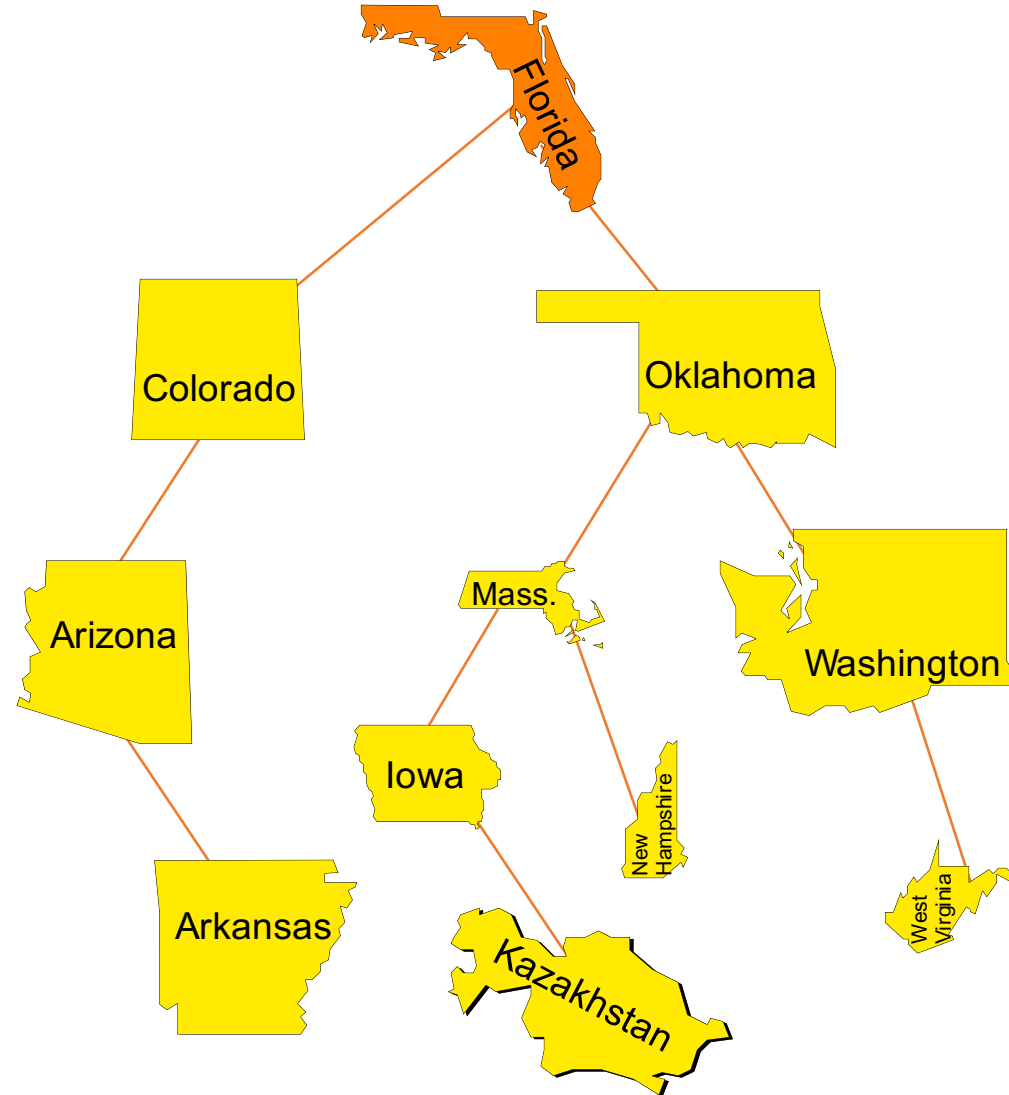 Florida
Colorado
Oklahoma
Arizona
Mass.
Washington
Iowa
New
Hampshire
Arkansas
West
Virginia
Kazakhstan